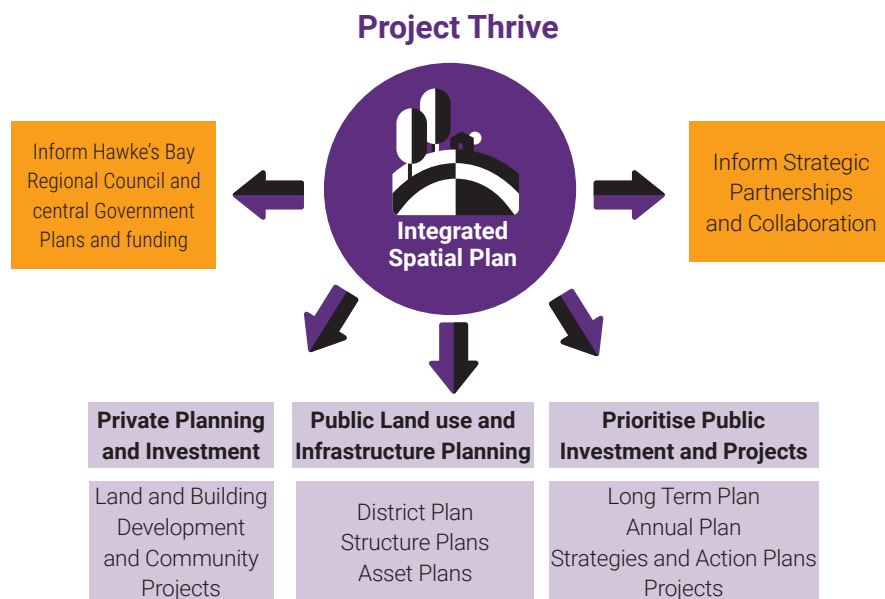 Project Thrive
Inform Hawke's Bay
Regional Council and
central Government
Plans and funding
Integrated
Spatial Plan
Inform Strategic
Partnerships
and Collaboration
Private Planning
and Investment
Land and Building
Development
and Community
Projects
Public Land use and
Infrastructure Planning
District Plan
Structure Plans
Asset Plans
Prioritise Public
Investment and Projects
Long Term Plan
Annual Plan
Strategies and Action Plans
Projects